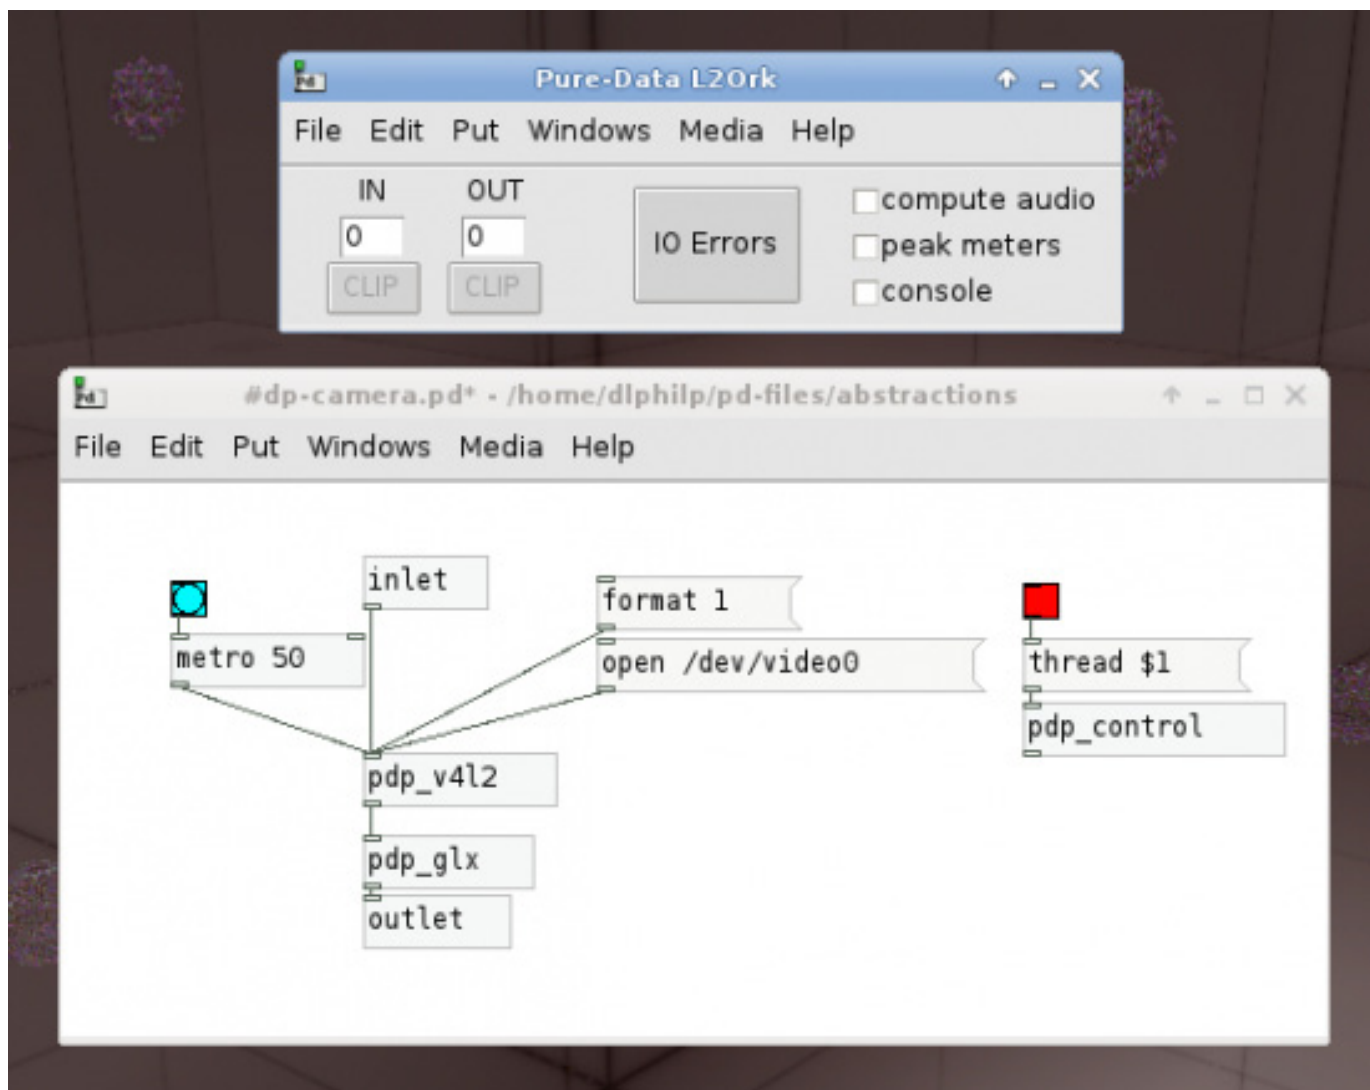 Pd
Pure-Data L2Ork
File Edit Put Windows Media Help
IN OUT
0 0
CLIP CLIP
IO Errors
compute audio
peak meters
console
Pd
#dp-camera.pd* - /home/dlphilp/pd-files/abstractions
File Edit Put Windows Media Help
inlet
format 1
metro 50
open /dev/video0
thread $1
pdp_control
pdp_v4l2
pdp_glx
outlet